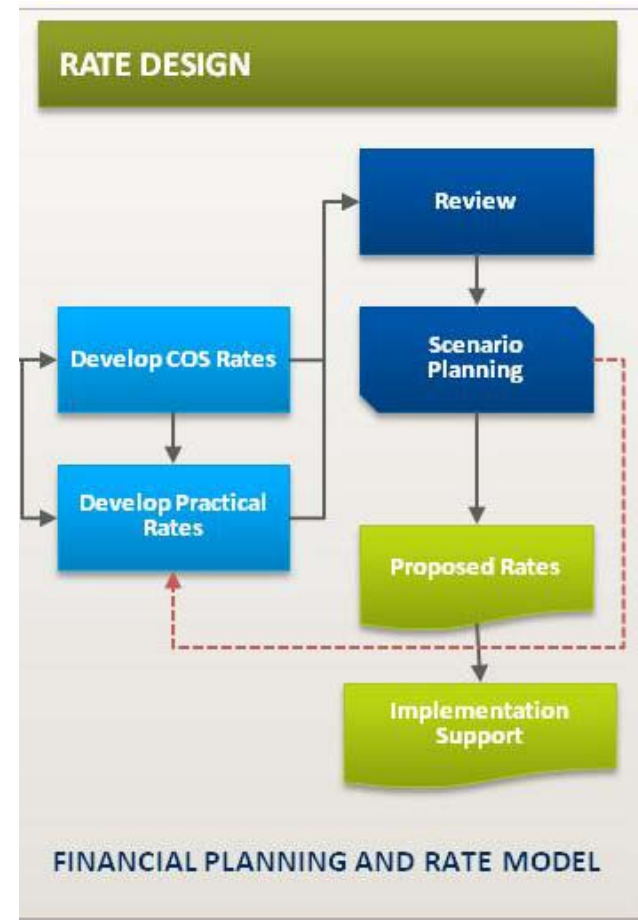 RATE DESIGN
Review
Develop COS Rates
Scenario
Planning
Develop Practical
Rates
Proposed Rates
Implementation
Support
FINANCIAL PLANNING AND RATE MODEL